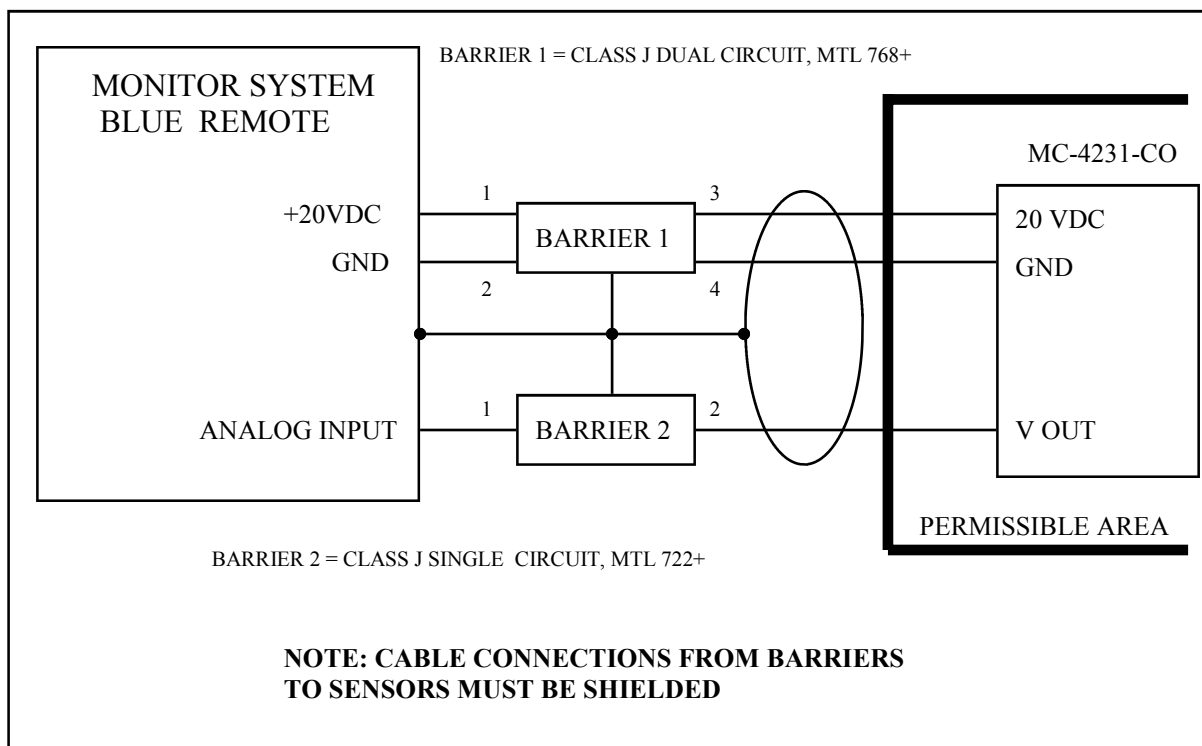 BARRIER 1 = CLASS J DUAL CIRCUIT, MTL 768+
MONITOR SYSTEM
BLUE REMOTE
MC-4231-CO
+20VDC
1
3
20 VDC
BARRIER 1
GND
2
4
GND
ANALOG INPUT
1
BARRIER 2
2
V OUT
PERMISSIBLE AREA
BARRIER 2 = CLASS J SINGLE CIRCUIT, MTL 722+
NOTE: CABLE CONNECTIONS FROM BARRIERS
TO SENSORS MUST BE SHIELDED